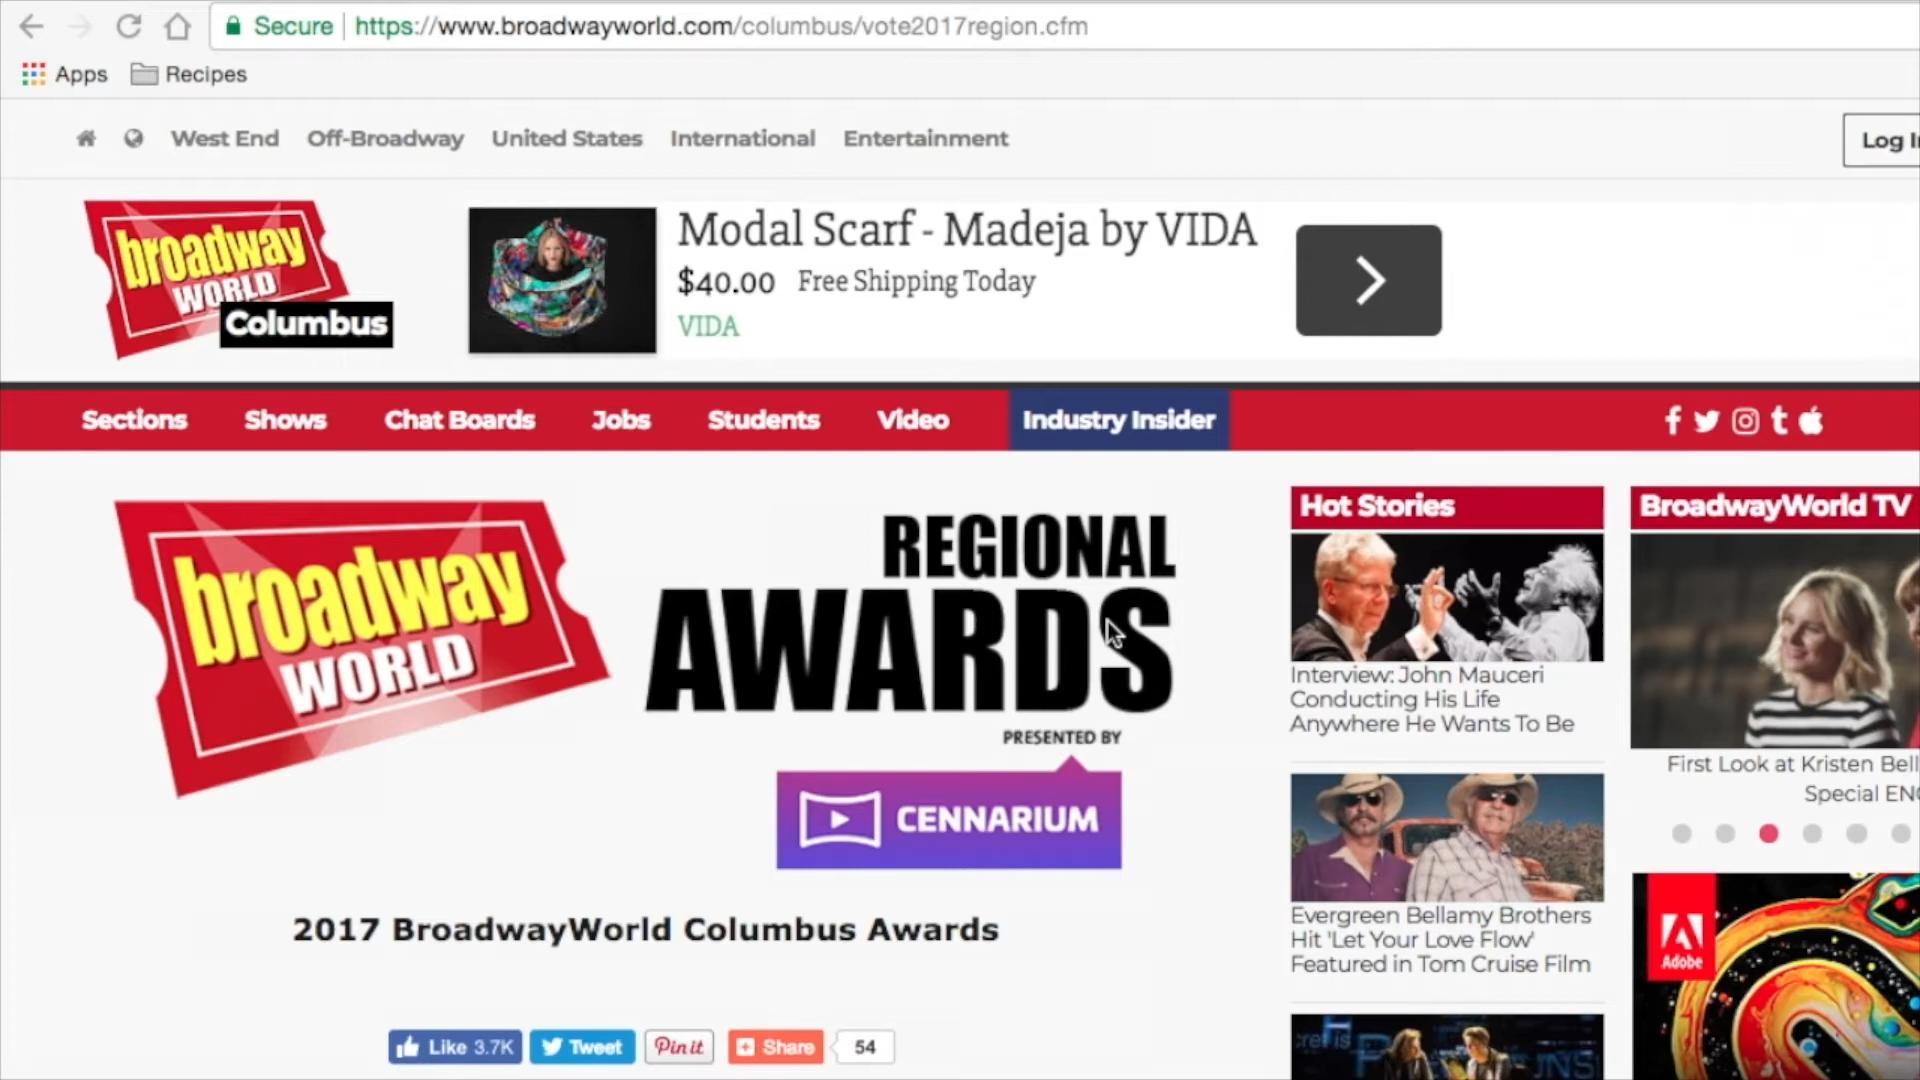 Secure
https://www.broadwayworld.com/columbus/vote2017region.cfm
Apps
Recipes
West End
Off-Broadway
United States
International
Entertainment
Log
broadway
WORLD
Columbus
Modal Scarf - Madeja by VIDA
$40.00 Free Shipping Today
VIDA
Sections
Shows
Chat Boards
Jobs
Students
Video
Industry Insider
broadway
WORLD
REGIONAL
AWARDS
PRESENTED BY
CENNARIUM
2017 BroadwayWorld Columbus Awards
Like 3.7K
Tweet
Pin it
Share
54
Hot Stories
Interview: John Mauceri
Conducting His Life
Anywhere He Wants To Be
Evergreen Bellamy Brothers
Hit 'Let Your Love Flow'
Featured in Tom Cruise Film
BroadwayWorld TV
First Look at Kristen Bell
Special
Adobe